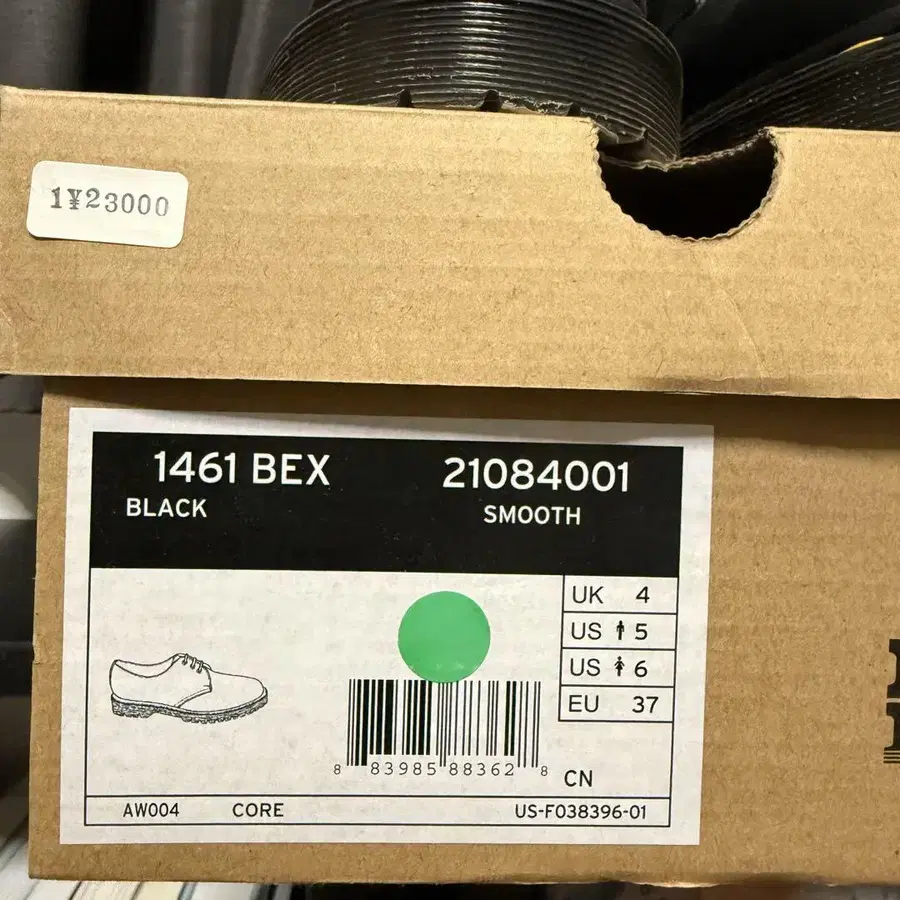 1¥23000
1461 BEX 21084001
BLACK SMOOTH
UK 4
US 5
US 6
EU 37
8 83985 88362 8
CN
AW004 CORE US-F038396-01